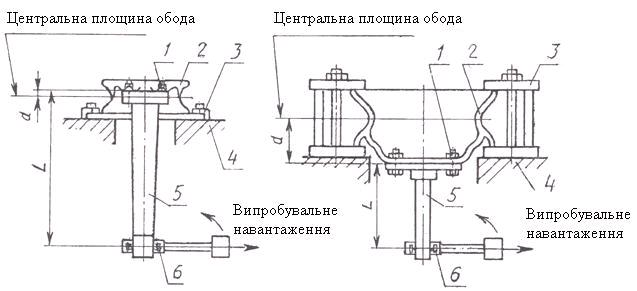 Центральна площина обода
1 2 3
d
L
4
5
Випробувальне
навантаження
6
Центральна площина обода
1 2 3
d
4
L
5
Випробувальне
навантаження
6